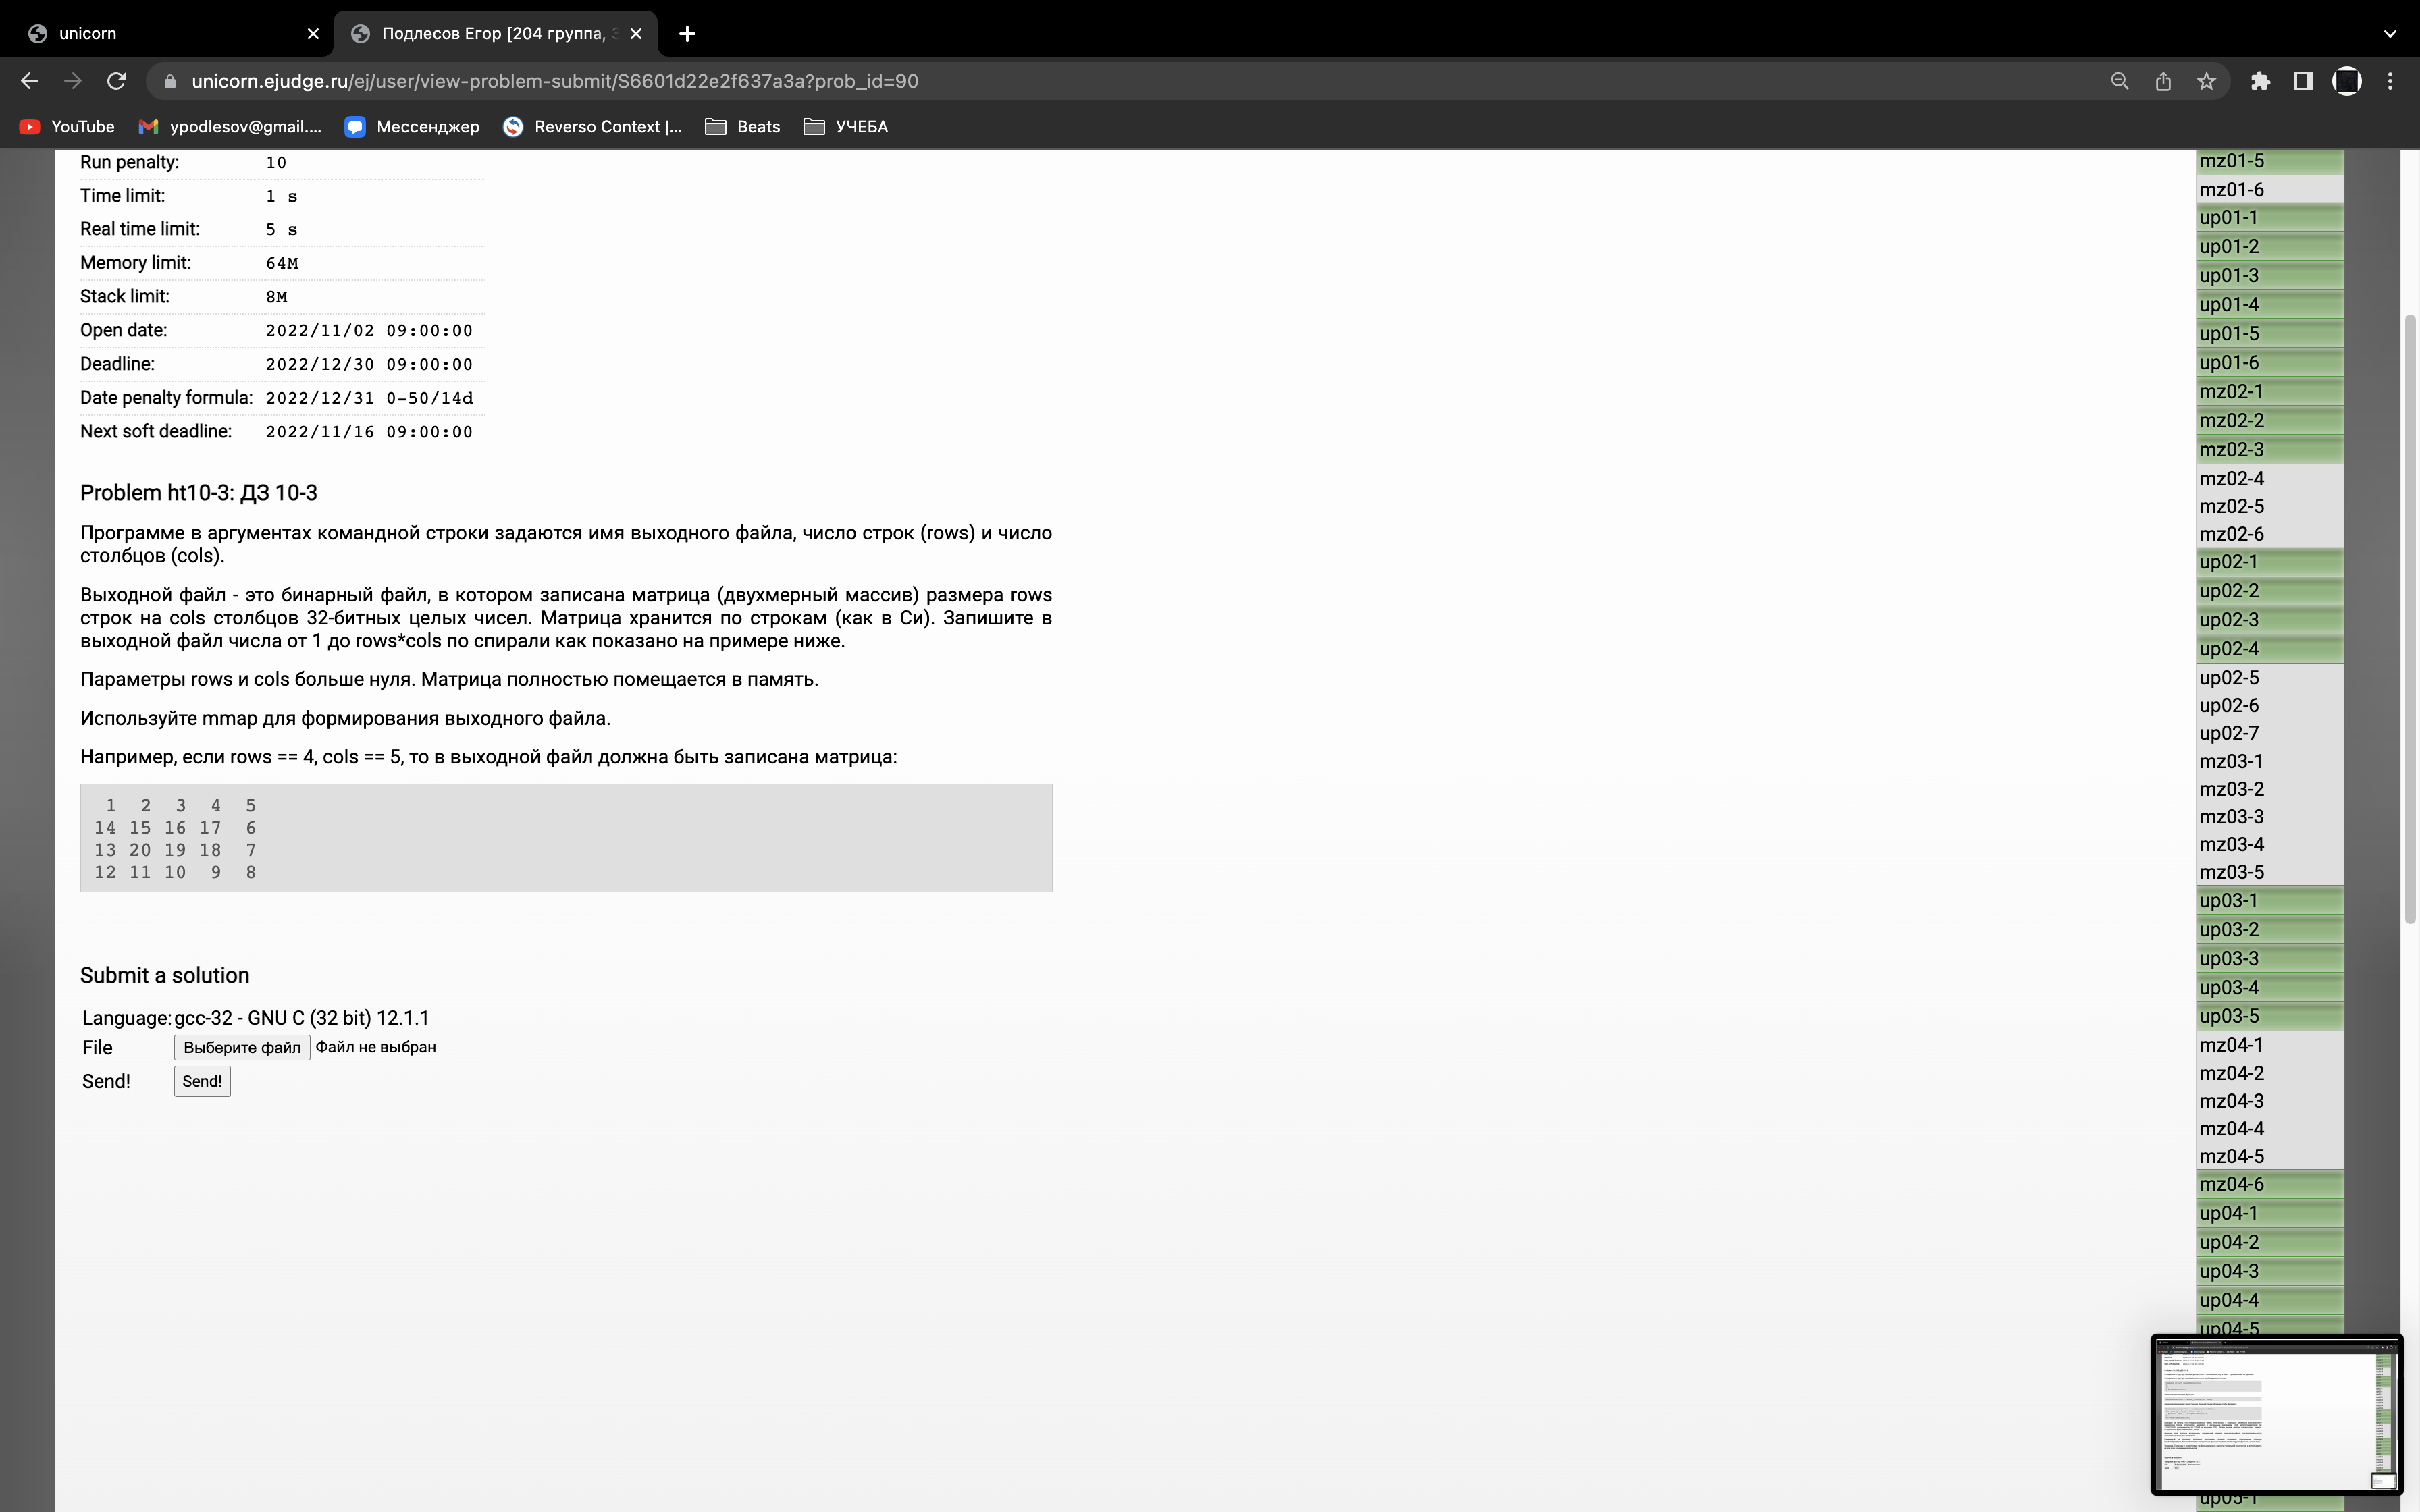 unicorn
Подлесов Егор [204 группа,
unicorn.ejudge.ru/ej/user/view-problem-submit/S6601d22e2f637a3a?prob_id=90
YouTube ypodlesov@gmail.... Мессенджер Reverso Context |... Beats УЧЕБА
Run penalty: 10
Time limit: 1 s
Real time limit: 5 s
Memory limit: 64M
Stack limit: 8M
Open date: 2022/11/02 09:00:00
Deadline: 2022/12/30 09:00:00
Date penalty formula: 2022/12/31 0-50/14d
Next soft deadline: 2022/11/16 09:00:00
Problem ht10-3: ДЗ 10-3
Программе в аргументах командной строки задаются имя выходного файла, число строк (rows) и число
столбцов (cols).
Выходной файл - это бинарный файл, в котором записана матрица (двухмерный массив) размера rows
строк на cols столбцов 32-битных целых чисел. Матрица хранится по строкам (как в Си). Запишите в
выходной файл числа от 1 до rows*cols по спирали как показано на примере ниже.
Параметры rows и cols больше нуля. Матрица полностью помещается в память.
Используйте mmap для формирования выходного файла.
Например, если rows == 4, cols == 5, то в выходной файл должна быть записана матрица:
1 2 3 4 5
14 15 16 17 6
13 20 19 18 7
12 11 10 9 8
Submit a solution
Language: gcc-32 - GNU C (32 bit) 12.1.1
File Выберите файл Файл не выбран
Send! Send!
mz01-5
mz01-6
up01-1
up01-2
up01-3
up01-4
up01-5
up01-6
mz02-1
mz02-2
mz02-3
mz02-4
mz02-5
mz02-6
up02-1
up02-2
up02-3
up02-4
up02-5
up02-6
up02-7
mz03-1
mz03-2
mz03-3
mz03-4
mz03-5
up03-1
up03-2
up03-3
up03-4
up03-5
mz04-1
mz04-2
mz04-3
mz04-4
mz04-5
mz04-6
up04-1
up04-2
up04-3
up04-4
up04-5
up05-1